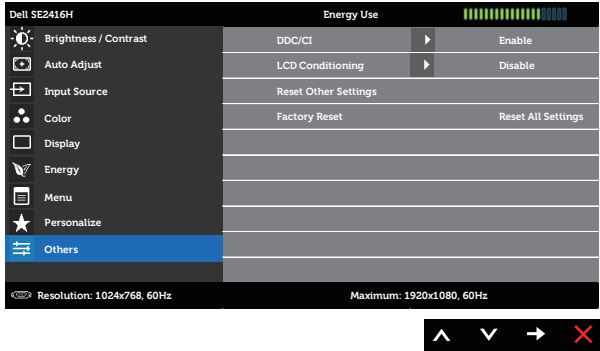 Dell SE2416H Energy Use
Brightness / Contrast DDC/CI Enable
Auto Adjust LCD Conditioning Disable
Input Source Reset Other Settings
Color Factory Reset Reset All Settings
Display
Energy
Menu
Personalize
Others
Resolution: 1024x768, 60Hz Maximum: 1920x1080, 60Hz